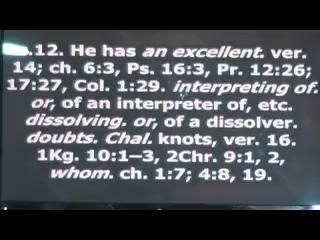 .12. He has an excellent. ver.
14; ch. 6:3, Ps. 16:3, Pr. 12:26;
17:27, Col. 1:29. interpreting of.
or, of an interpreter of, etc.
dissolving. or, of a dissolver.
doubts. Chal. knots, ver. 16.
1Kg. 10:1–3, 2Chr. 9:1, 2,
whom. ch. 1:7; 4:8, 19.